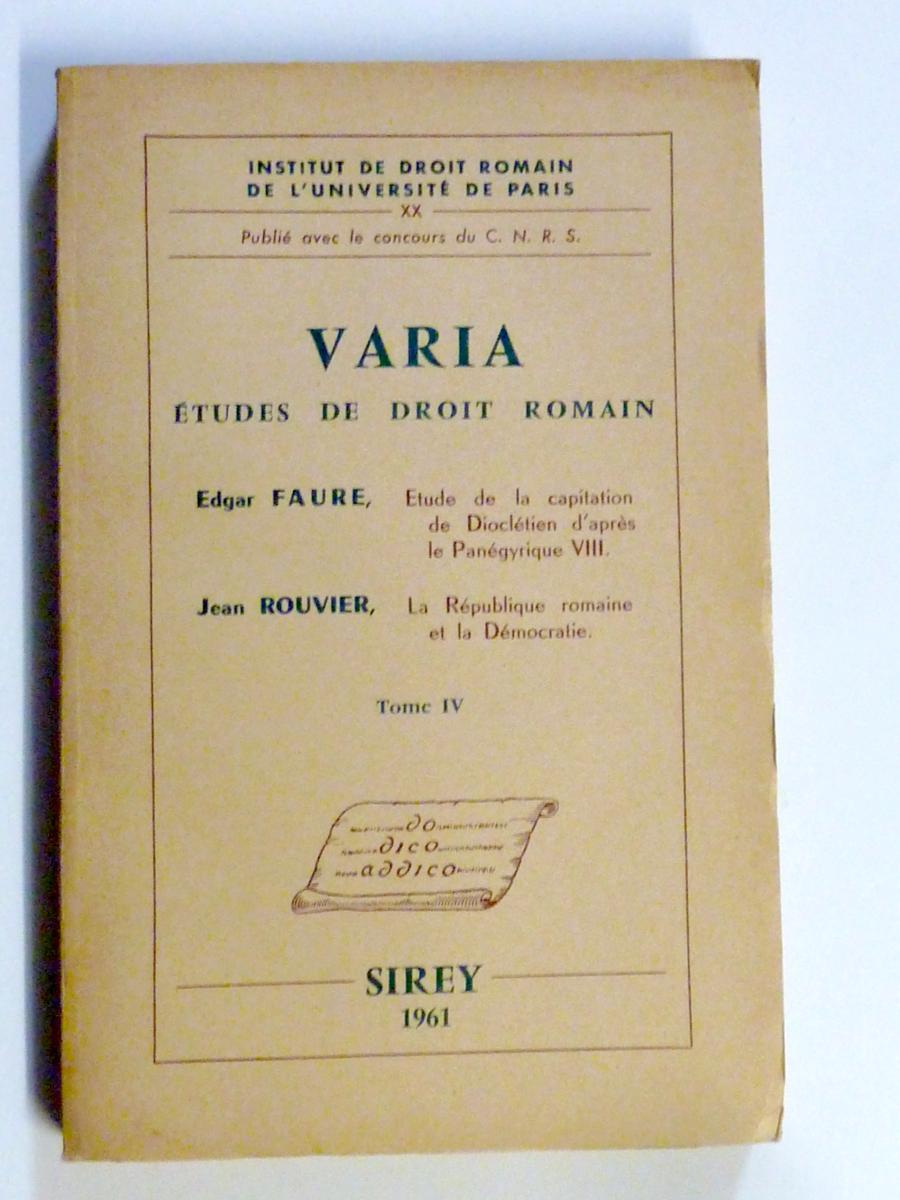 INSTITUT DE DROIT ROMAIN
DE L'UNIVERSITÉ DE PARIS
XX
Publié avec le concours du C. N. R. S.
VARIA
ÉTUDES DE DROIT ROMAIN
Edgar FAURE, Etude de la capitation
de Dioclétien d'après
le Panégyrique VIII.
Jean ROUVIER, La République romaine
et la Démocratie.
Tome IV
DO
DICO
ADDICO
SIREY
1961